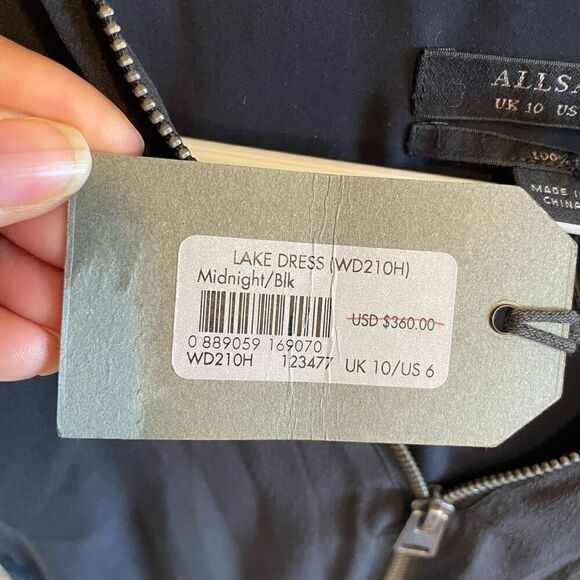 UK 10 US
100%
MADE I
CHINA
LAKE DRESS (WD210H)
Midnight/Blk
USD $360.00
0 889059 169070
WD210H 123477 UK 10/US 6